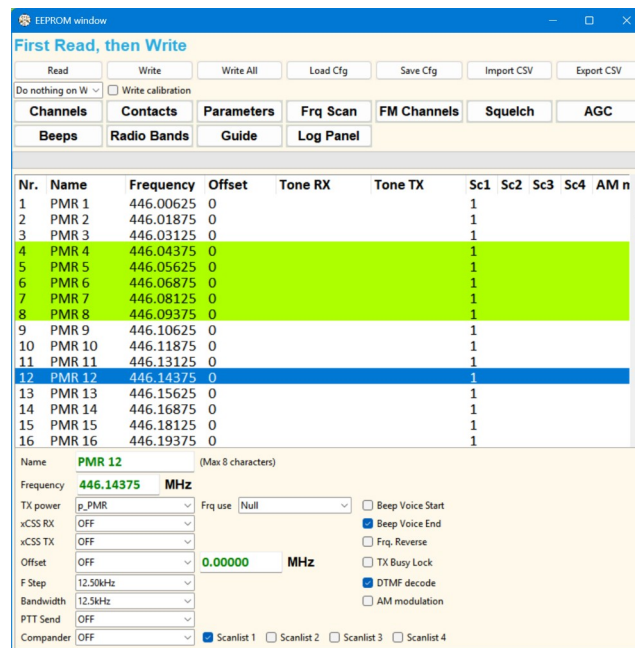 EEPROM window
First Read, then Write
Read Write Write All Load Cfg Save Cfg Import CSV Export CSV
Do nothing on W Write calibration
Channels Contacts Parameters Frq Scan FM Channels Squelch AGC
Beeps Radio Bands Guide Log Panel
Nr. Name Frequency Offset Tone RX Tone TX Sc1 Sc2 Sc3 Sc4 AM m
1 PMR 1 446.00625 0 1
2 PMR 2 446.01875 0 1
3 PMR 3 446.03125 0 1
4 PMR 4 446.04375 0 1
5 PMR 5 446.05625 0 1
6 PMR 6 446.06875 0 1
7 PMR 7 446.08125 0 1
8 PMR 8 446.09375 0 1
9 PMR 9 446.10625 0 1
10 PMR 10 446.11875 0 1
11 PMR 11 446.13125 0 1
12 PMR 12 446.14375 0 1
13 PMR 13 446.15625 0 1
14 PMR 14 446.16875 0 1
15 PMR 15 446.18125 0 1
16 PMR 16 446.19375 0 1
Name PMR 12 (Max 8 characters)
Frequency 446.14375 MHz
TX power p_PMR Frq use Null Beep Voice Start
xCSS RX OFF Beep Voice End
xCSS TX OFF Frq. Reverse
Offset OFF 0.00000 MHz TX Busy Lock
F Step 12.50kHz DTMF decode
Bandwidth 12.5kHz AM modulation
PTT Send OFF
Compander OFF Scanlist 1 Scanlist 2 Scanlist 3 Scanlist 4